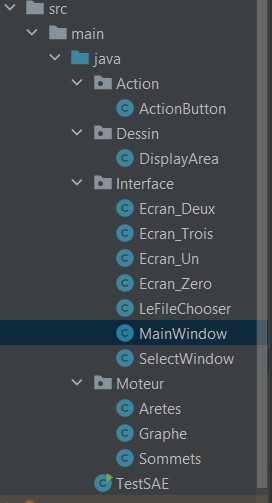 src
main
java
Action
ActionButton
Dessin
DisplayArea
Interface
Ecran_Deux
Ecran_Trois
Ecran_Un
Ecran_Zero
LeFileChooser
MainWindow
SelectWindow
Moteur
Aretes
Graphe
Sommets
TestSAE